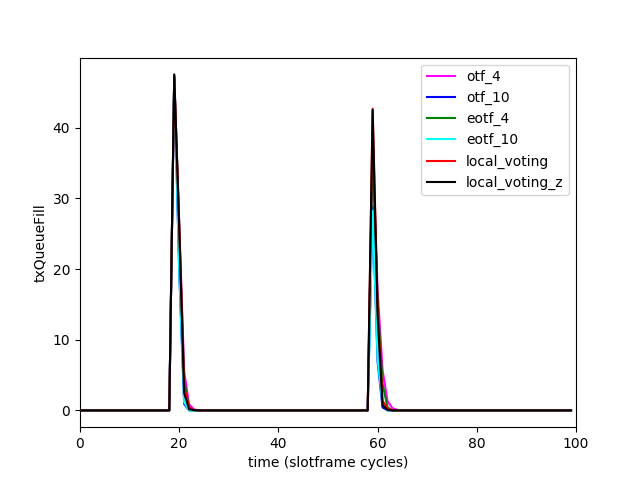 otf_4
otf_10
eotf_4
eotf_10
local_voting
local_voting_z
40
30
20
10
0
txQueueFill
0 20 40 60 80 100
time (slotframe cycles)